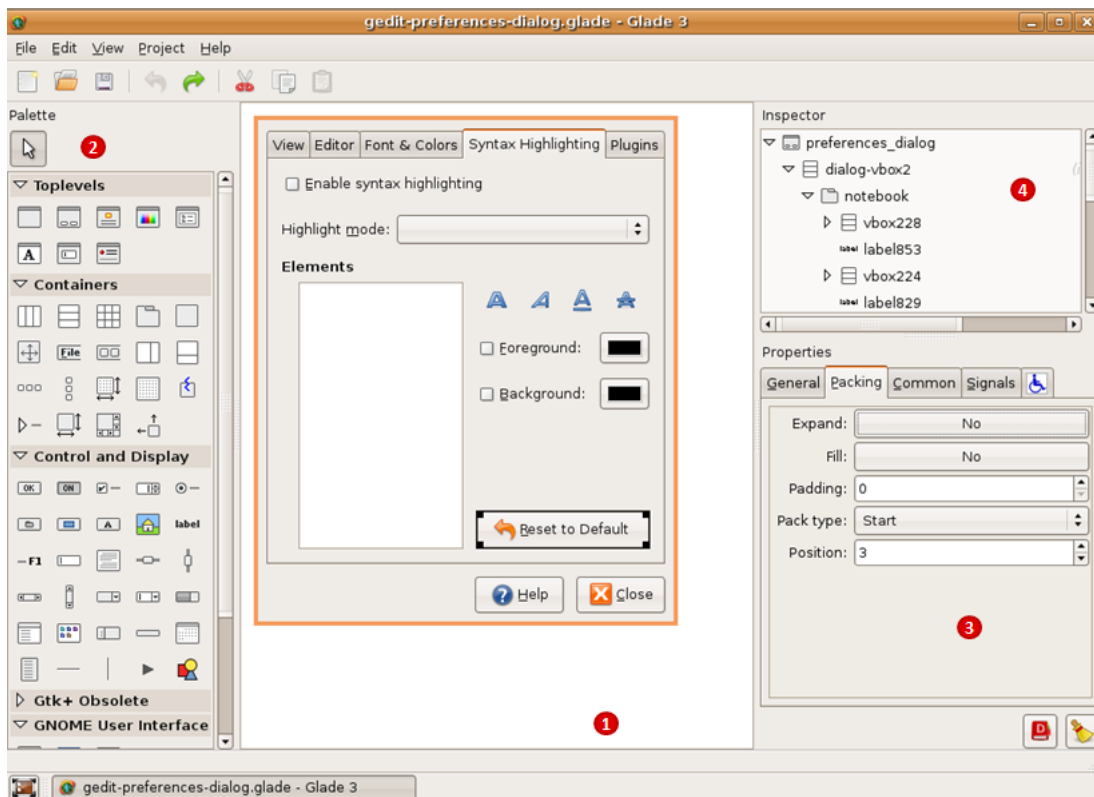 gedit-preferences-dialog.glade - Glade 3
File Edit View Project Help
Palette
2
Toplevels
A
Containers
File
Control and Display
OK ON
A label
F1
Gtk+ Obsolete
GNOME User Interface
View Editor Font & Colors Syntax Highlighting Plugins
Enable syntax highlighting
Highlight mode:
Elements
A A A
Foreground:
Background:
Reset to Default
Help Close
1
Inspector
preferences_dialog
dialog-vbox2
notebook
4
vbox228
label label853
vbox224
label label829
Properties
General Packing Common Signals
Expand: No
Fill: No
Padding: 0
Pack type: Start
Position: 3
3
D
gedit-preferences-dialog.glade - Glade 3